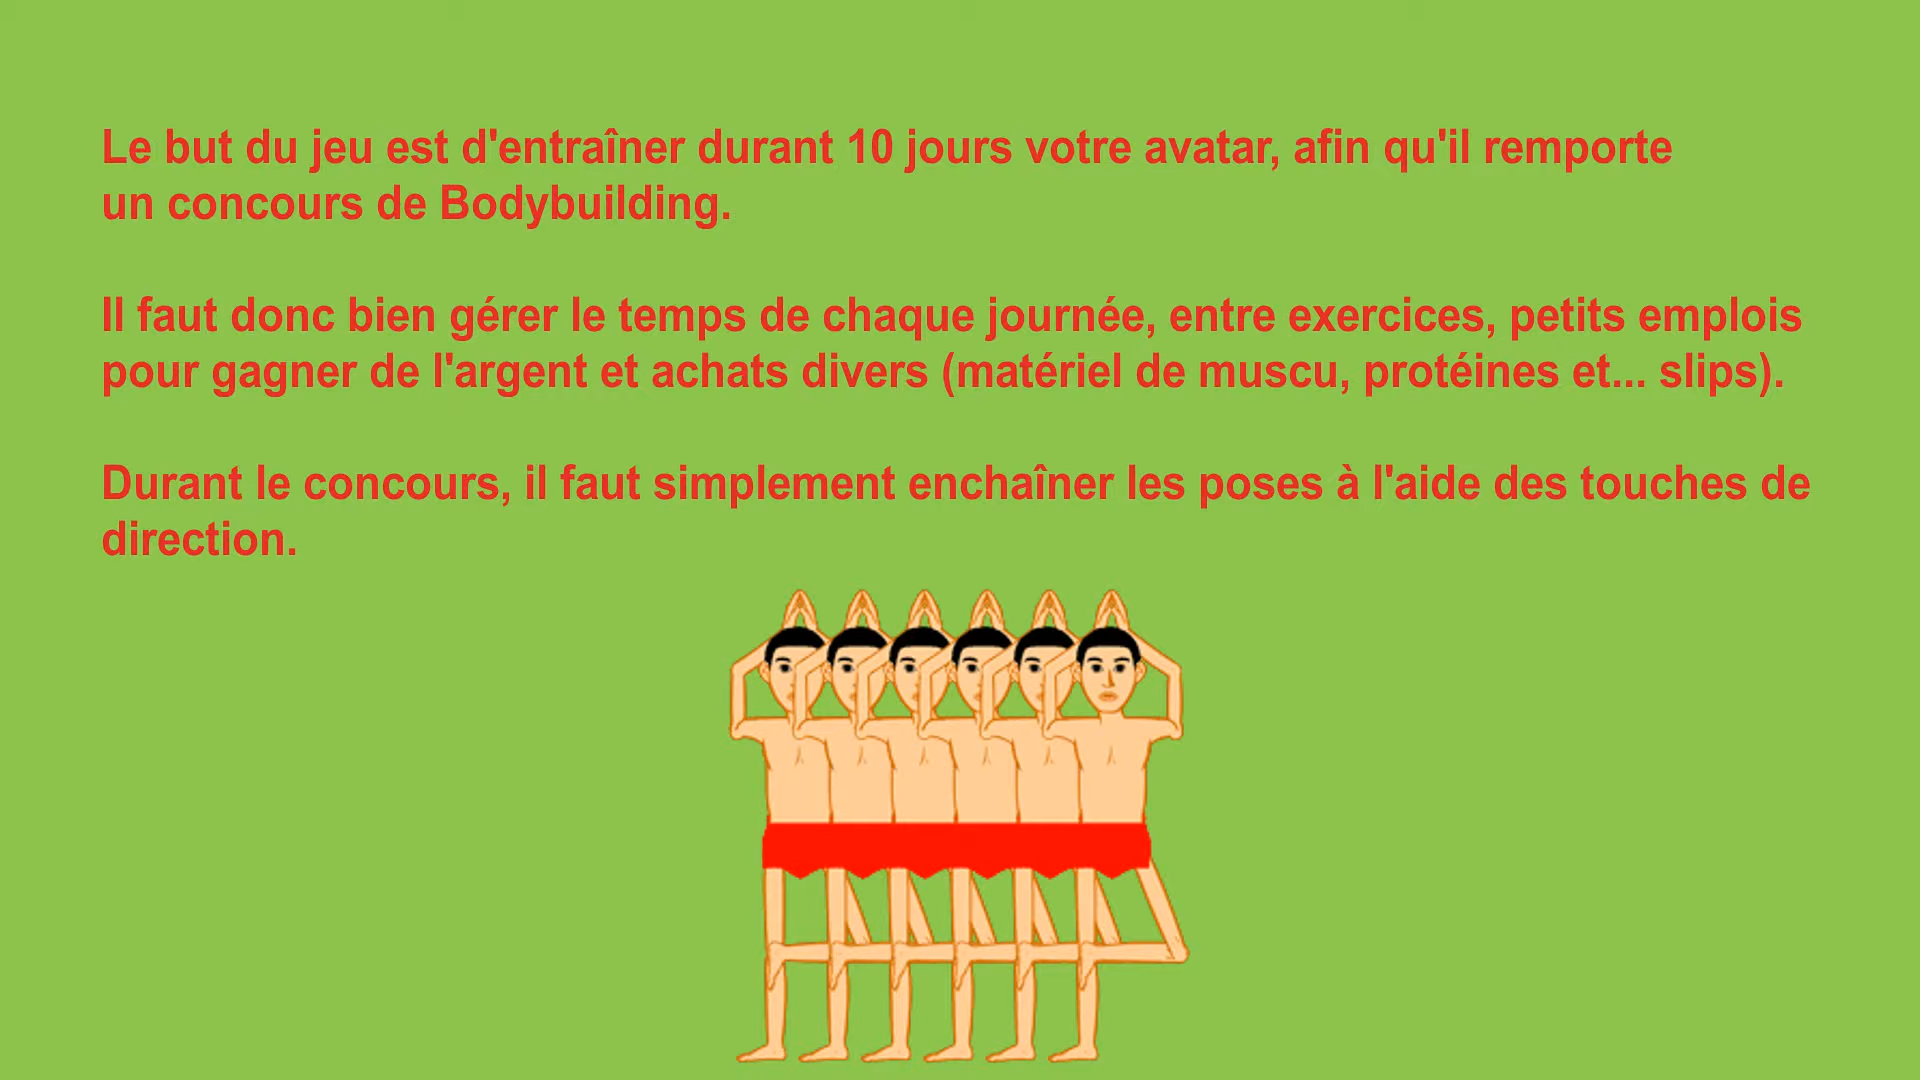 Le but du jeu est d'entraîner durant 10 jours votre avatar, afin qu'il remporte
un concours de Bodybuilding.
Il faut donc bien gérer le temps de chaque journée, entre exercices, petits emplois
pour gagner de l'argent et achats divers (matériel de muscu, protéines et... slips).
Durant le concours, il faut simplement enchaîner les poses à l'aide des touches de
direction.